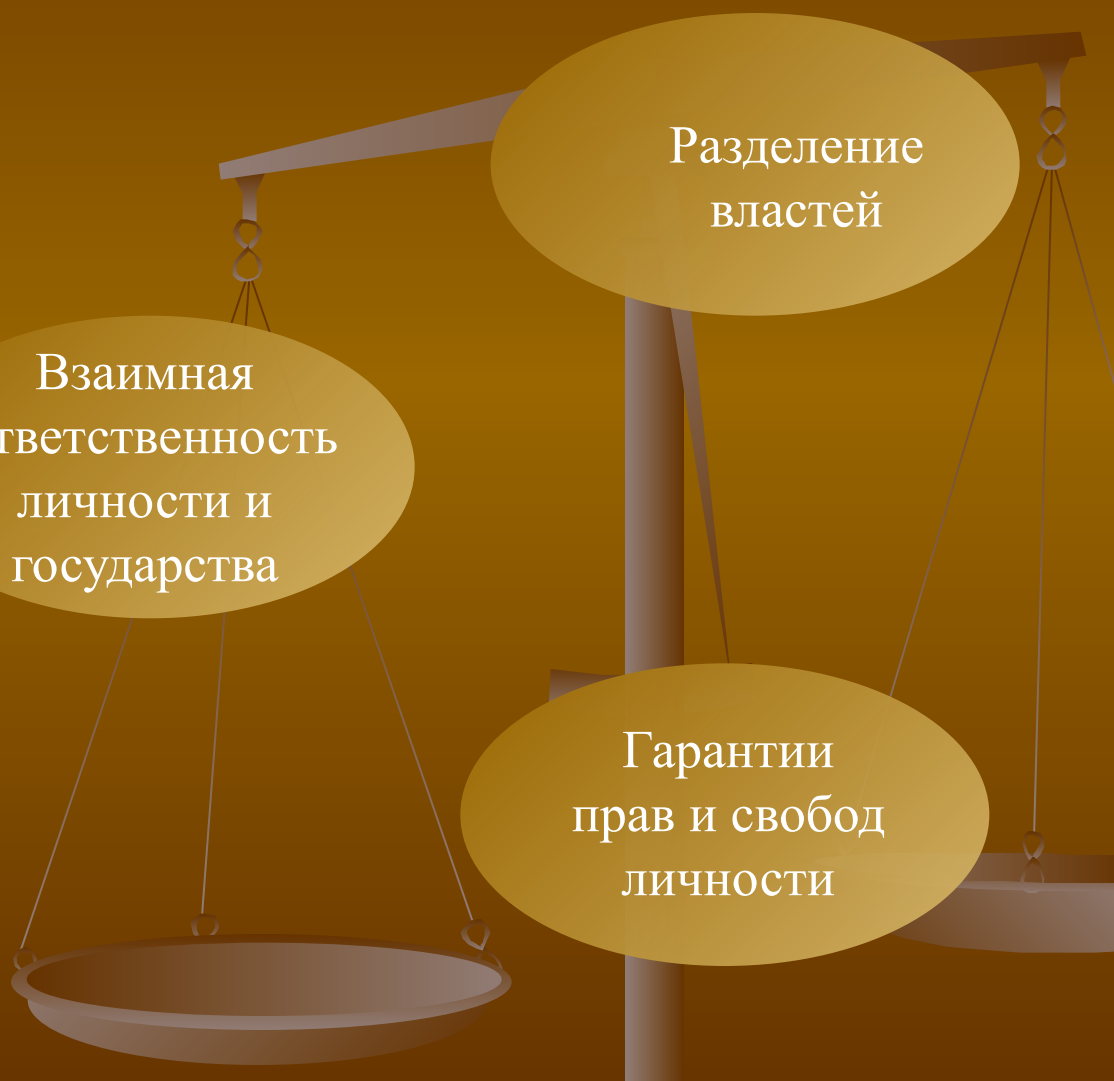 Разделение
властей
Взаимная
тветственность
личности и
государства
Гарантии
прав и свобод
личности